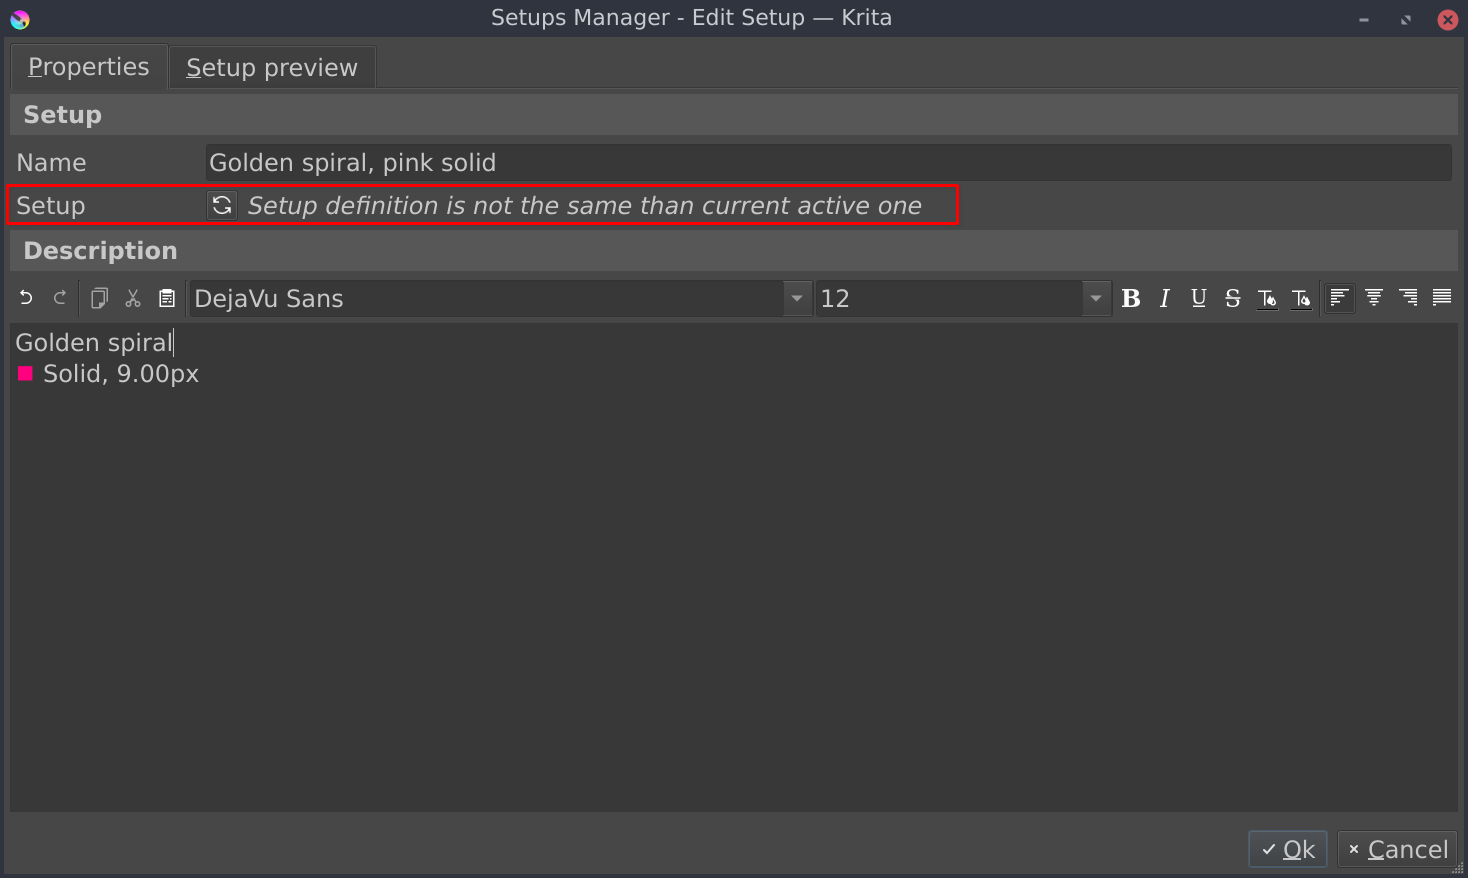 Setups Manager - Edit Setup — Krita
Properties
Setup preview
Setup
Name
Golden spiral, pink solid
Setup
Setup definition is not the same than current active one
Description
DejaVu Sans
12
B I U S
Golden spiral
Solid, 9.00px
Ok
Cancel